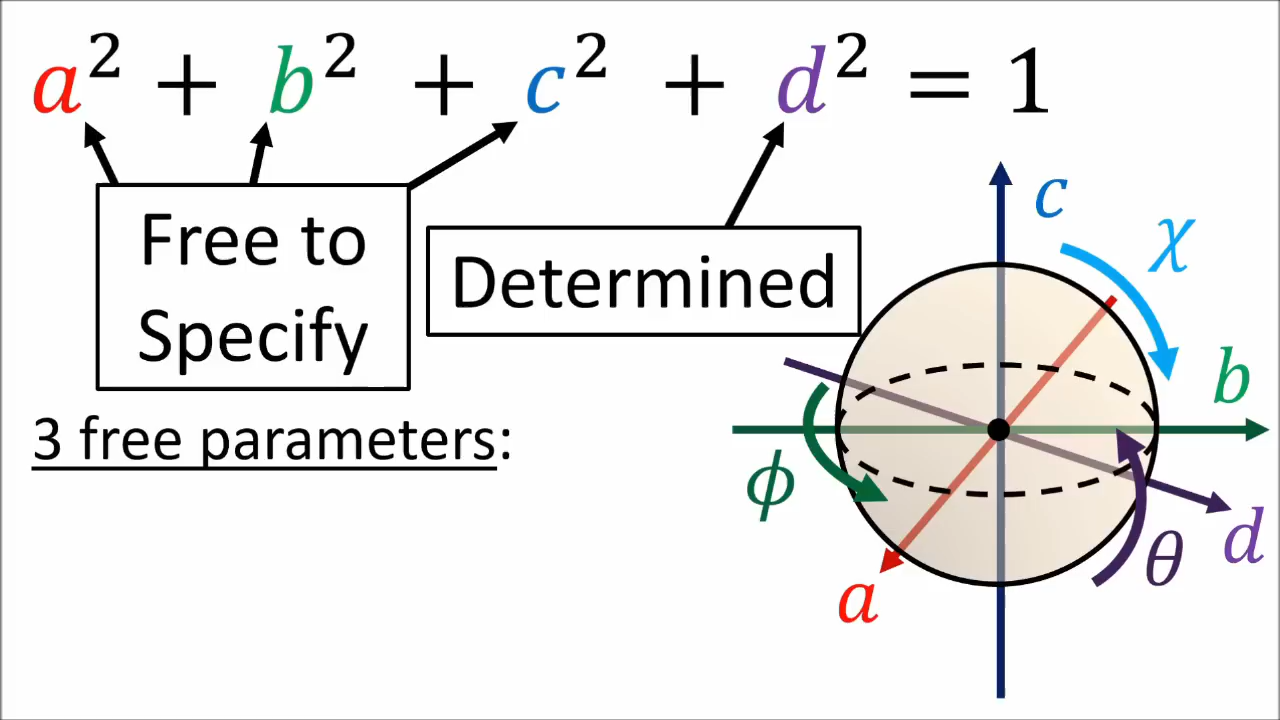 a² + b² + c² + d² = 1
Free to
Specify
Determined
3 free parameters:
c
χ
b
ϕ
d
θ
a